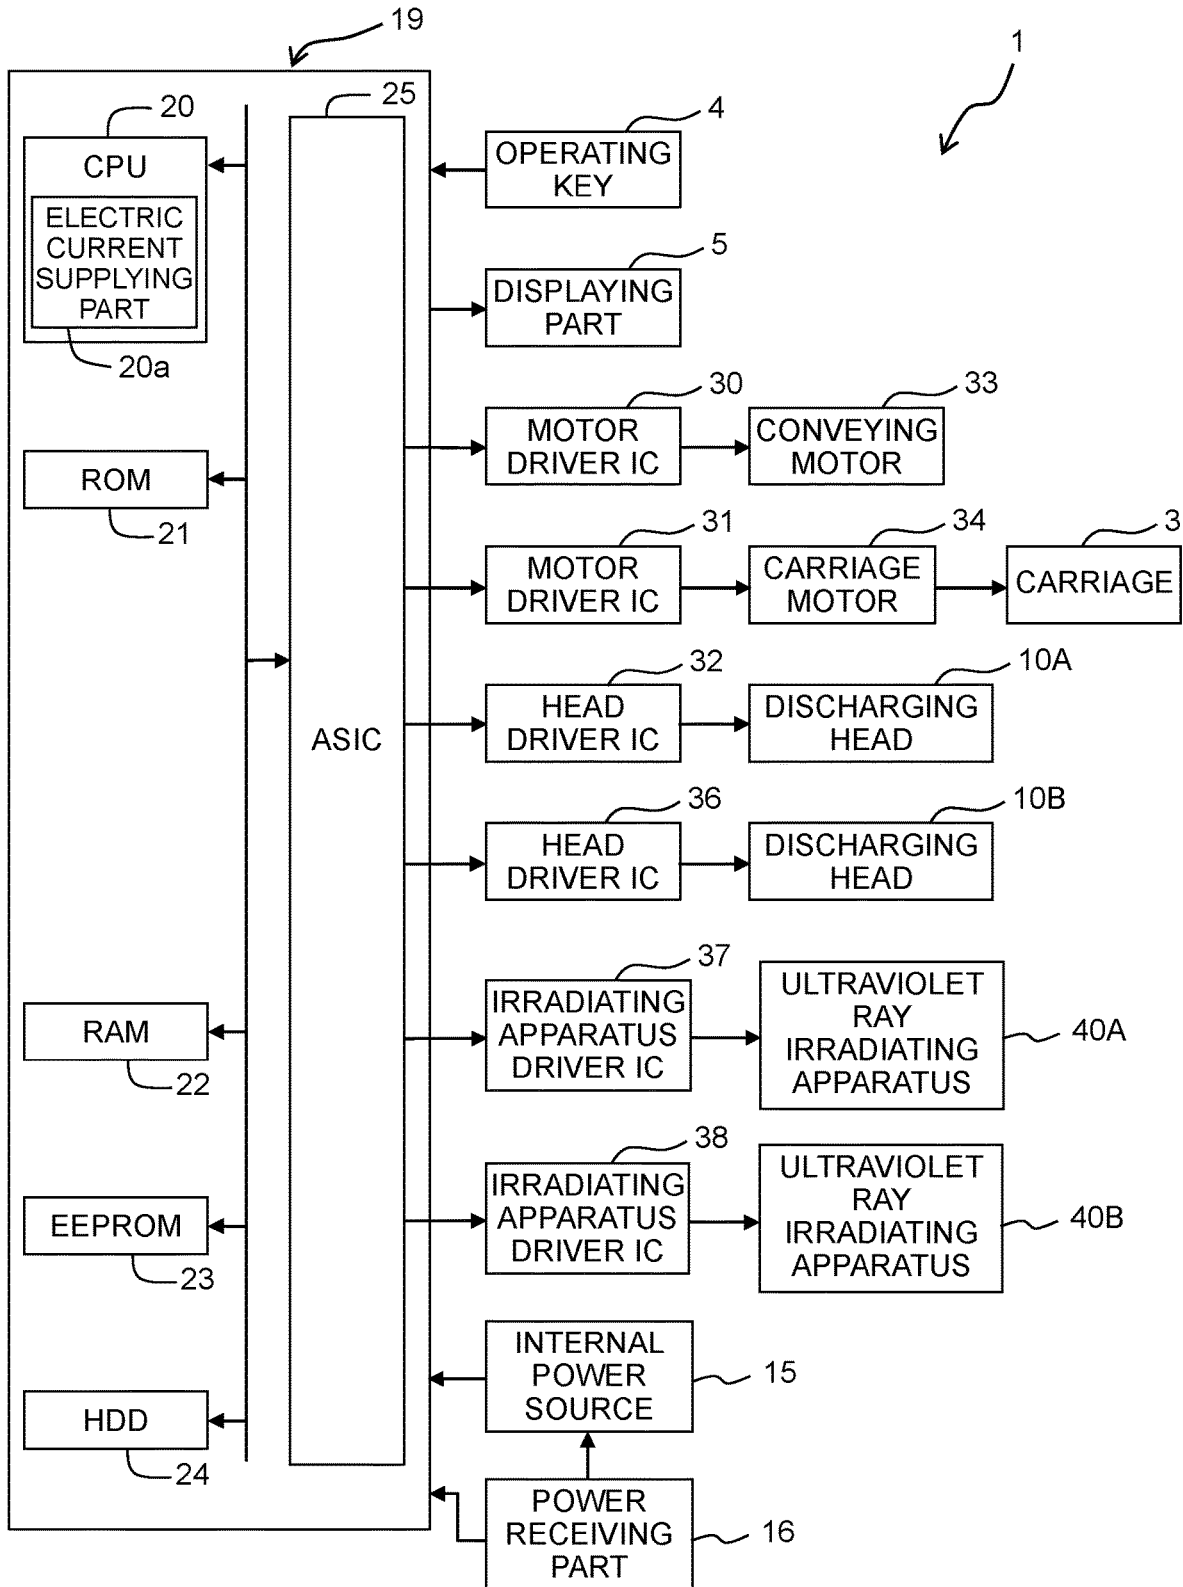 19
1
20
25
4
CPU
OPERATING
KEY
ELECTRIC
CURRENT
SUPPLYING
PART
20a
5
DISPLAYING
PART
30
33
MOTOR
DRIVER IC
CONVEYING
MOTOR
ROM
21
31
34
3
MOTOR
DRIVER IC
CARRIAGE
MOTOR
CARRIAGE
32
10A
ASIC
HEAD
DRIVER IC
DISCHARGING
HEAD
36
10B
HEAD
DRIVER IC
DISCHARGING
HEAD
37
RAM
22
IRRADIATING
APPARATUS
DRIVER IC
ULTRAVIOLET
RAY
IRRADIATING
APPARATUS
40A
38
EEPROM
23
IRRADIATING
APPARATUS
DRIVER IC
ULTRAVIOLET
RAY
IRRADIATING
APPARATUS
40B
INTERNAL
POWER
SOURCE
15
HDD
24
POWER
RECEIVING
PART
16